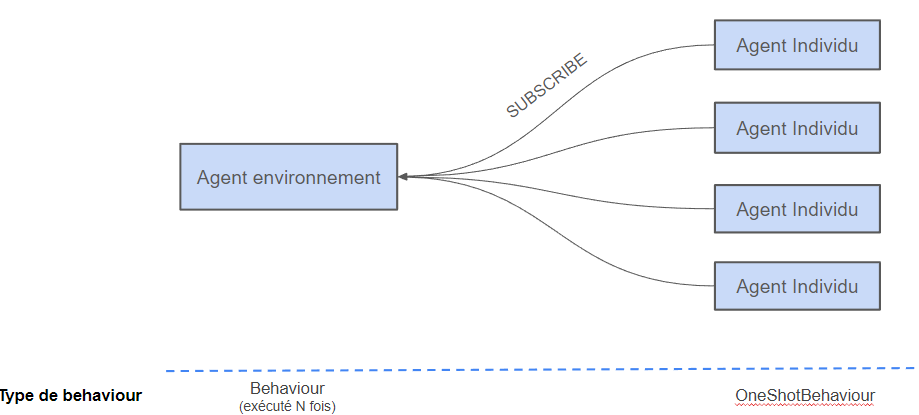 Agent Individu
SUBSCRIBE
Agent Individu
Agent environnement
Agent Individu
Agent Individu
Type de behaviour
Behaviour
(exécuté N fois)
OneShotBehaviour